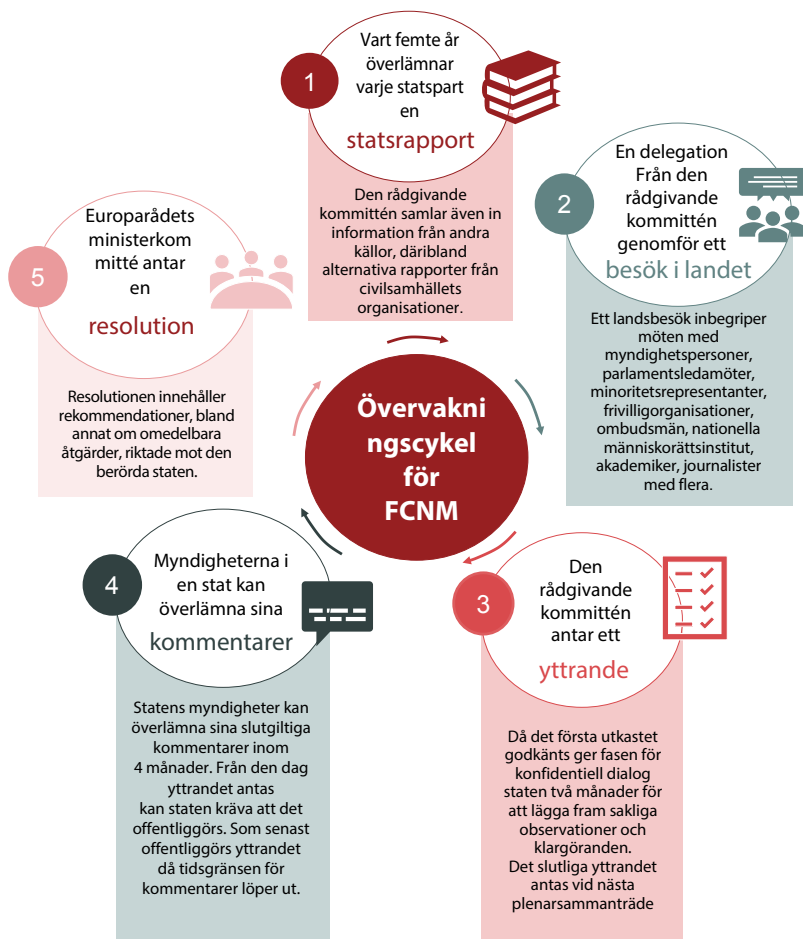 1
Vart femte år
överlämnar
varje statspart
en
statsrapport
Den rådgivande
kommittén samlar även in
information från andra
källor, däribland
alternativa rapporter från
civilsamhällets
organisationer.
2
En delegation
Från den
rådgivande
kommittén
genomför ett
besök i landet
Ett landsbesök inbegriper
möten med
myndighetspersoner,
parlamentsledamöter,
minoritetsrepresentanter,
frivilligorganisationer,
ombudsmän, nationella
människorättsinstitut,
akademiker, journalister
med flera.
3
Den
rådgivande
kommittén
antar ett
yttrande
Då det första utkastet
godkänts ger fasen för
konfidentiell dialog
staten två månader för
att lägga fram sakliga
observationer och
klargöranden.
Det slutliga yttrandet
antas vid nästa
plenarsammanträde
4
Myndigheterna i
en stat kan
överlämna sina
kommentarer
Statens myndigheter kan
överlämna sina slutgiltiga
kommentarer inom
4 månader. Från den dag
yttrandet antas
kan staten kräva att det
offentliggörs. Som senast
offentliggörs yttrandet
då tidsgränsen för
kommentarer löper ut.
5
Europarådets
ministerkom
mitté antar
en
resolution
Resolutionen innehåller
rekommendationer, bland
annat om omedelbara
åtgärder, riktade mot den
berörda staten.
Övervakni
ngscykel
för
FCNM